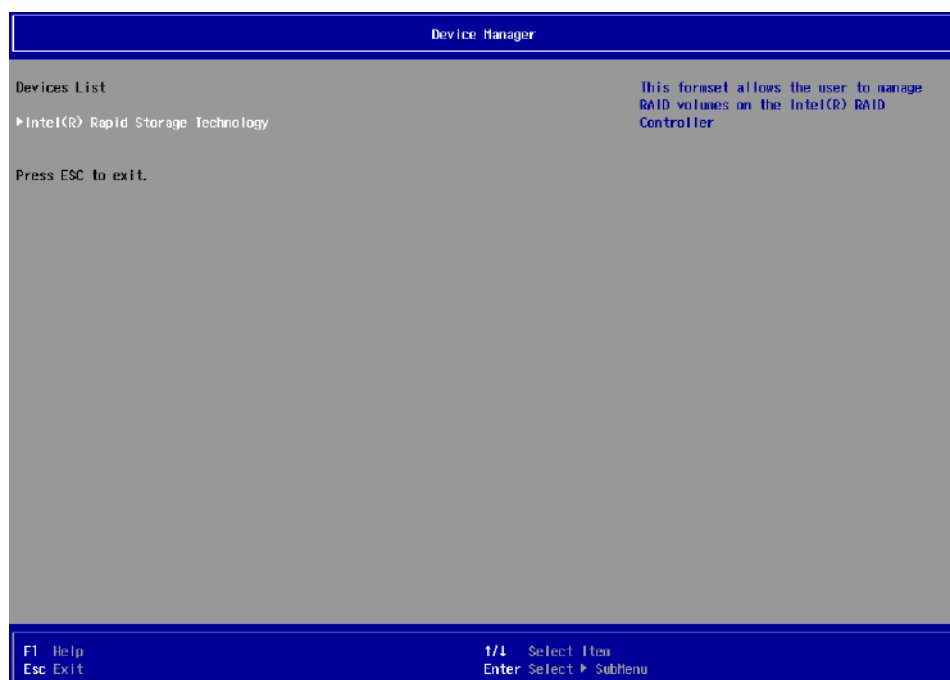 Device Manager
Devices List
▶Intel(R) Rapid Storage Technology
Press ESC to exit.
This formset allows the user to manage
RAID volumes on the Intel(R) RAID
Controller
F1 Help
Esc Exit
↑/↓ Select Item
Enter Select ▶ SubMenu